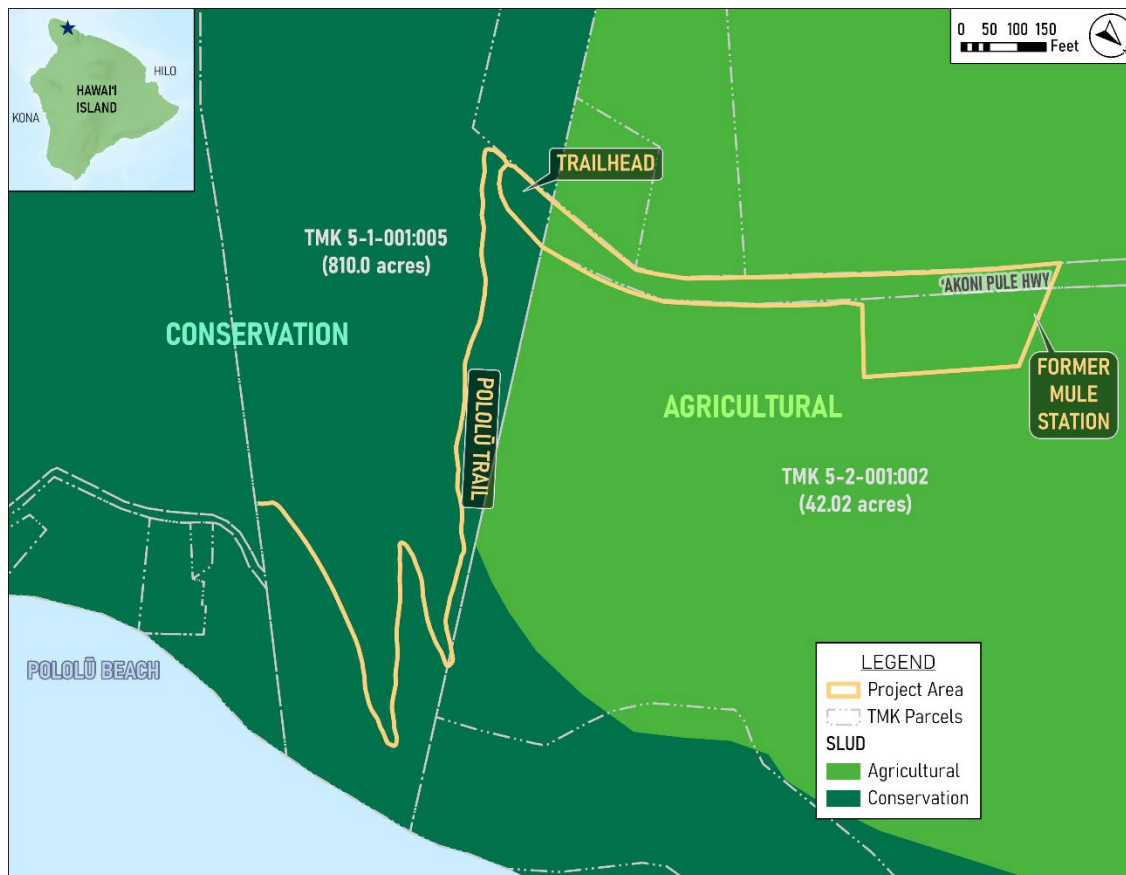 HAWAI'I
ISLAND
HILO
KONA
0 50 100 150
Feet
TRAILHEAD
TMK 5-1-001:005
(810.0 acres)
'AKONI PULE HWY
CONSERVATION
FORMER
MULE
STATION
POLOLŪ TRAIL
AGRICULTURAL
TMK 5-2-001:002
(42.02 acres)
POLOLŪ BEACH
LEGEND
Project Area
TMK Parcels
SLUD
Agricultural
Conservation